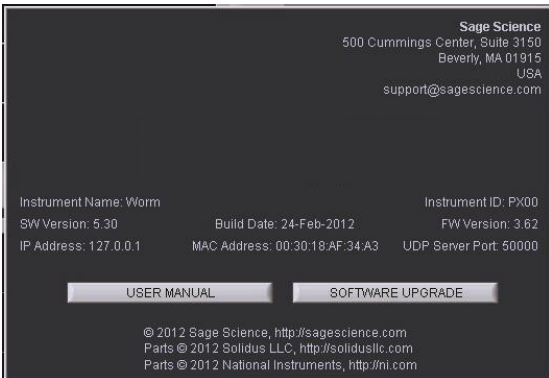 Sage Science
500 Cummings Center, Suite 3150
Beverly, MA 01915
USA
support@sagescience.com
Instrument Name: Worm Instrument ID: PX00
SW Version: 5.30 Build Date: 24-Feb-2012 FW Version: 3.62
IP Address: 127.0.0.1 MAC Address: 00:30:18:AF:34:A3 UDP Server Port: 50000
USER MANUAL SOFTWARE UPGRADE
© 2012 Sage Science, http://sagescience.com
Parts © 2012 Solidus LLC, http://solidusllc.com
Parts © 2012 National Instruments, http://ni.com